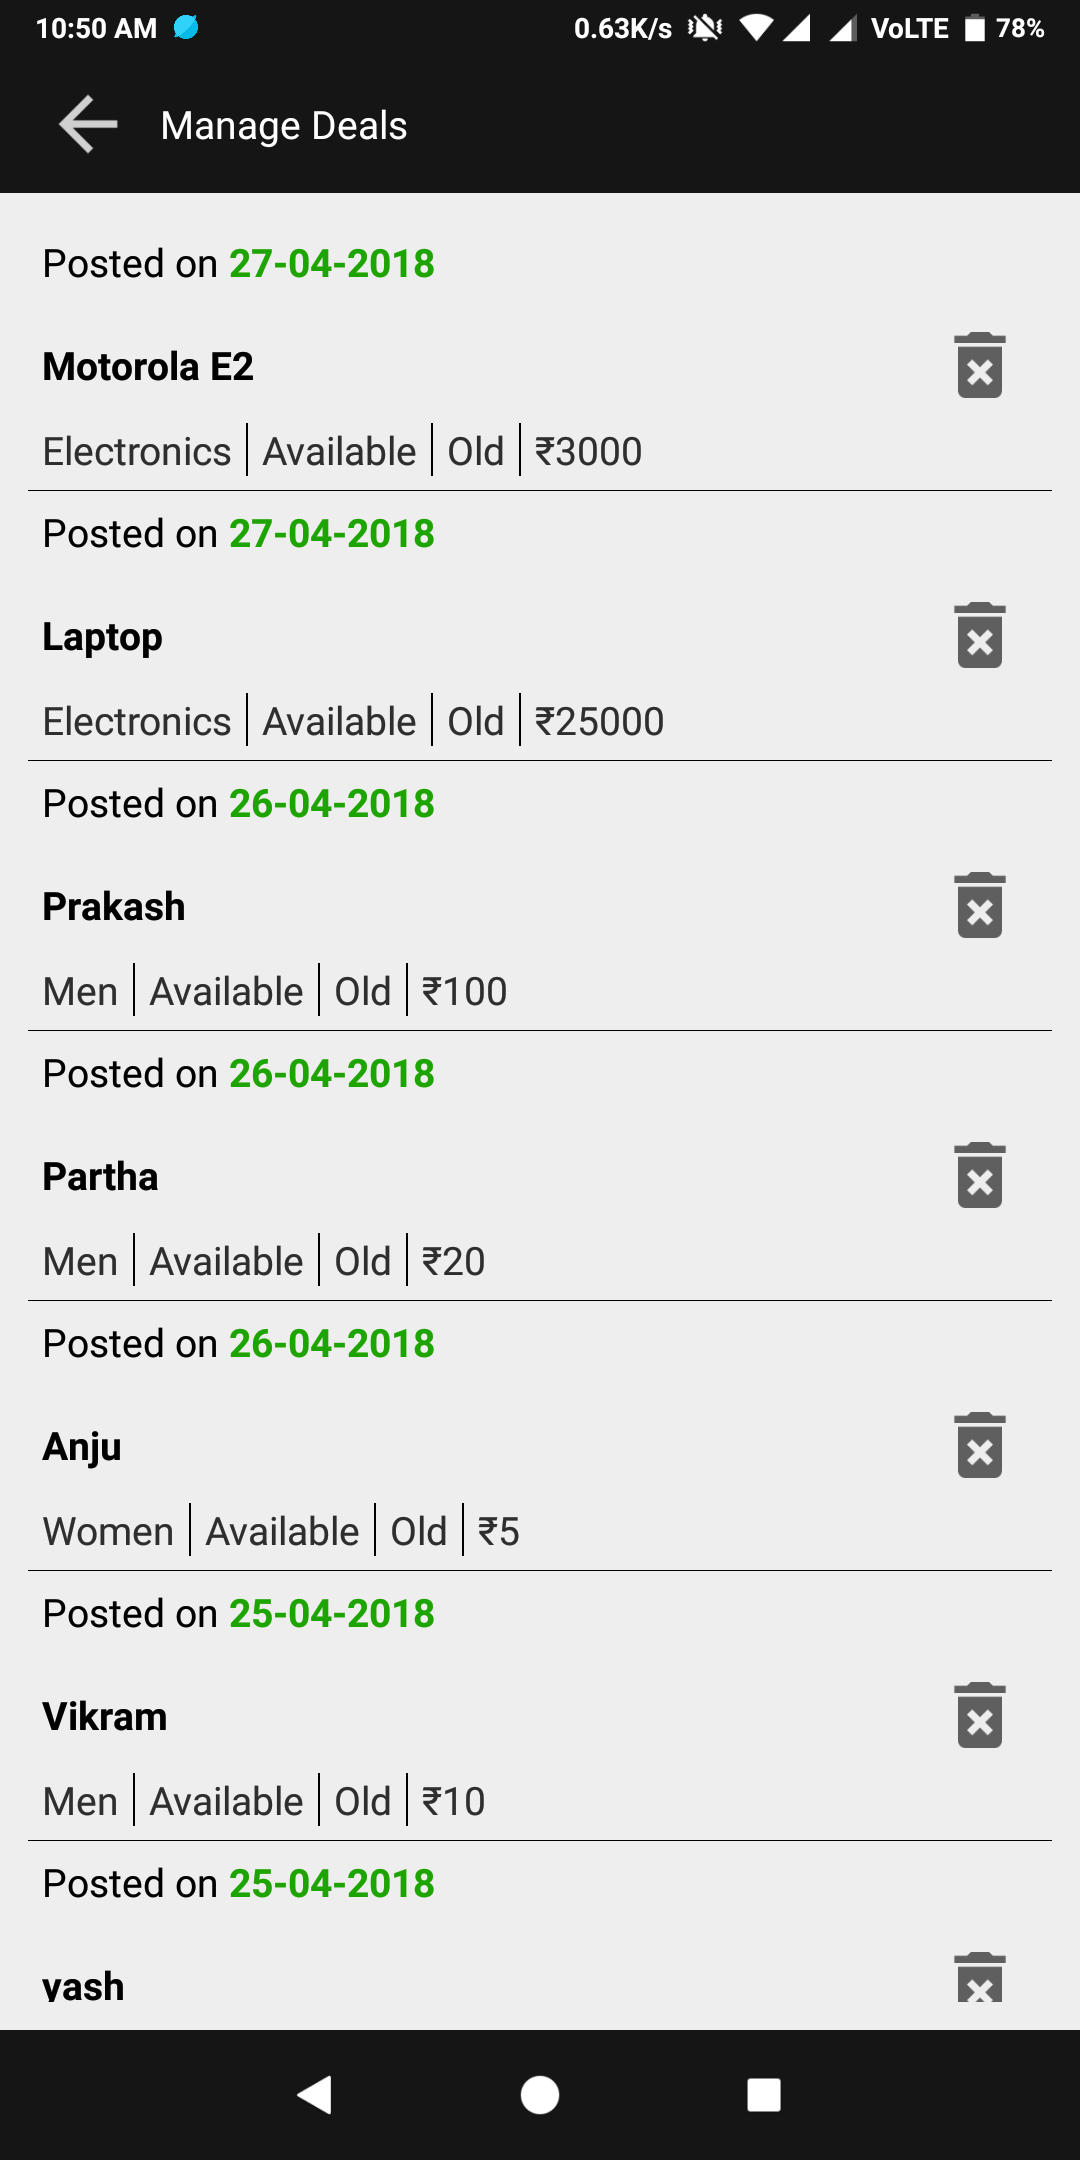 10:50 AM 0.63K/s VoLTE 78%
Manage Deals
Posted on 27-04-2018
Motorola E2
Electronics Available Old ₹3000
Posted on 27-04-2018
Laptop
Electronics Available Old ₹25000
Posted on 26-04-2018
Prakash
Men Available Old ₹100
Posted on 26-04-2018
Partha
Men Available Old ₹20
Posted on 26-04-2018
Anju
Women Available Old ₹5
Posted on 25-04-2018
Vikram
Men Available Old ₹10
Posted on 25-04-2018